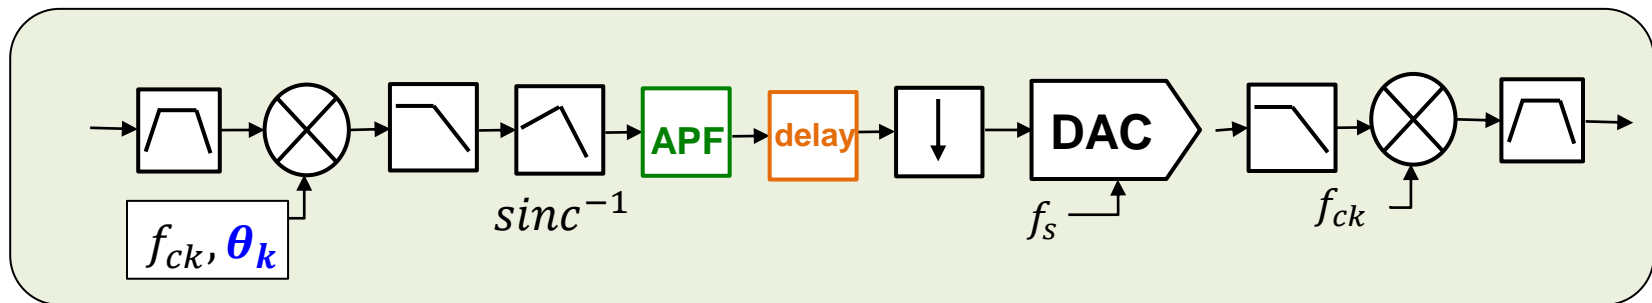 APF
delay
DAC
sinc⁻¹
f_ck, θ_k
f_s
f_ck